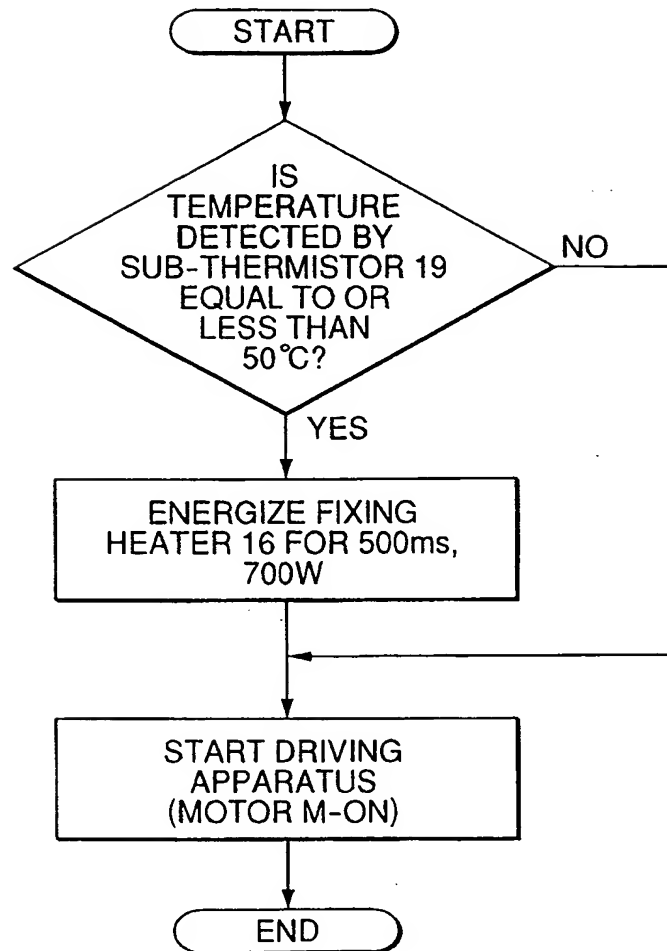 START
IS
TEMPERATURE
DETECTED BY
SUB-THERMISTOR 19
EQUAL TO OR
LESS THAN
50°C?
NO
YES
ENERGIZE FIXING
HEATER 16 FOR 500ms,
700W
START DRIVING
APPARATUS
(MOTOR M-ON)
END